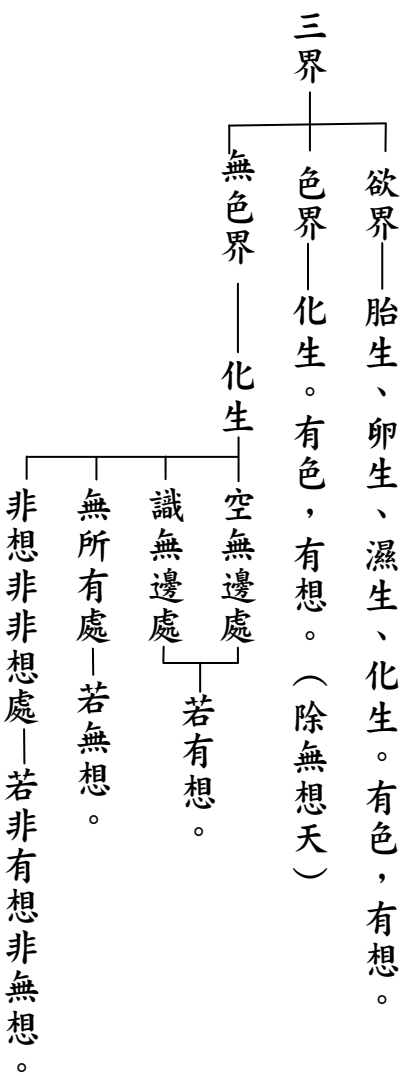 三界
欲界—胎生、卵生、濕生、化生。有色，有想。
色界—化生。有色，有想。（除無想天）
無色界—化生
空無邊處
識無邊處
若有想。
無所有處—若無想。
非想非非想處—若非有想非無想。